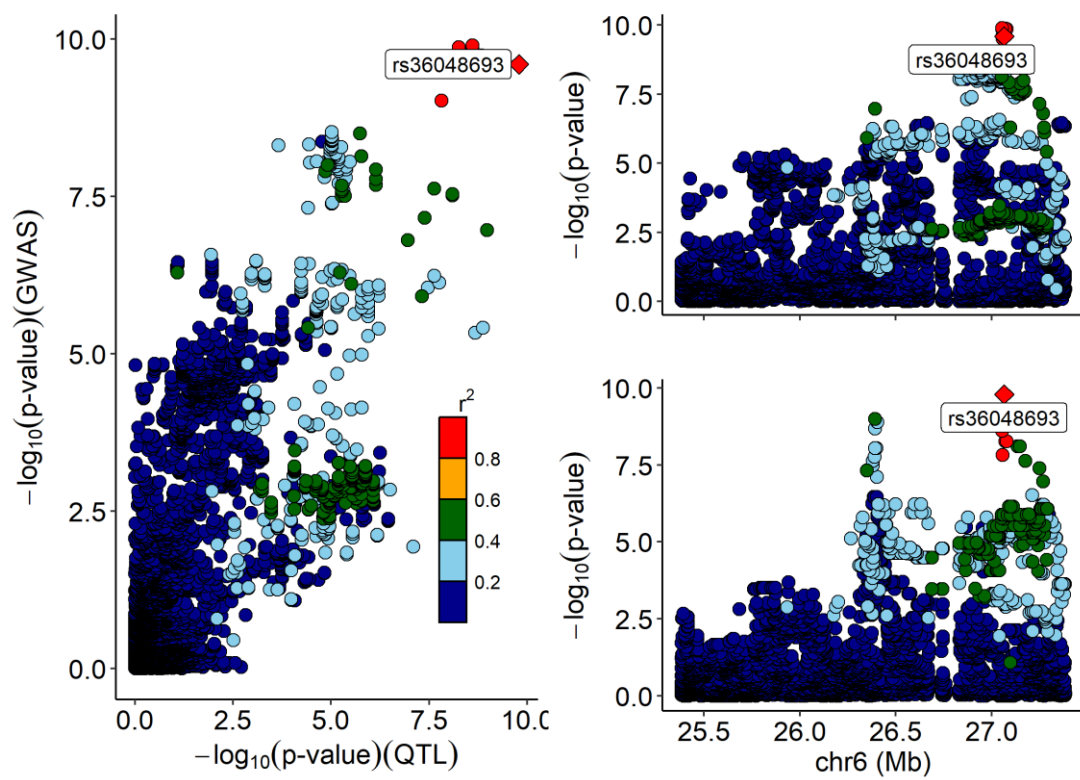 10.0
7.5
5.0
2.5
0.0
−log₁₀(p-value)(GWAS)
rs36048693
r²
0.8
0.6
0.4
0.2
0.0 2.5 5.0 7.5 10.0
−log₁₀(p-value)(QTL)
10.0
7.5
5.0
2.5
0.0
−log₁₀(p-value)
rs36048693
10.0
7.5
5.0
2.5
0.0
−log₁₀(p-value)
rs36048693
25.5 26.0 26.5 27.0
chr6 (Mb)